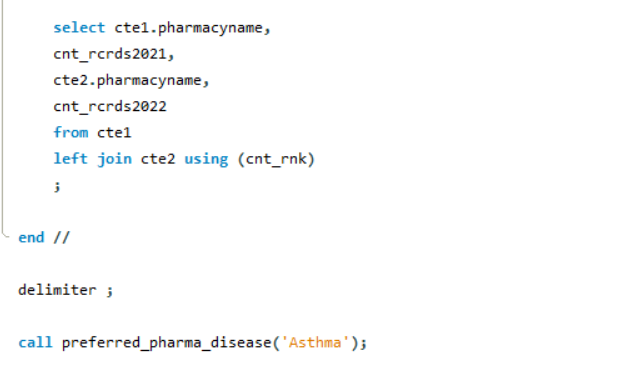 select cte1.pharmacyname,
cnt_rcrds2021,
cte2.pharmacyname,
cnt_rcrds2022
from cte1
left join cte2 using (cnt_rnk)
;
end //
delimiter ;
call preferred_pharma_disease('Asthma');